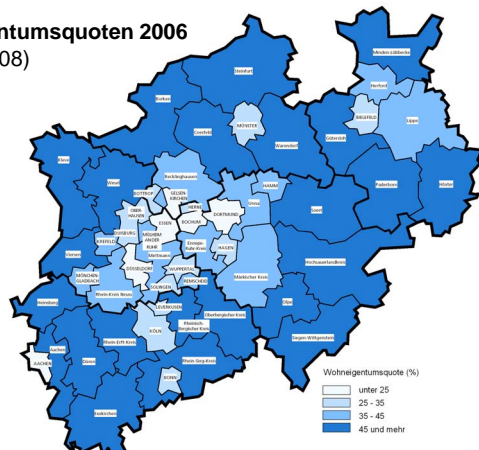 ntumsquoten 2006
08)
Minden-Lübbecke
Steinfurt
Herford
Borken
Lippe
BIELEFELD
MÜNSTER
Coesfeld
Gütersloh
Warendorf
Kleve
Paderborn
Höxter
Recklinghausen
Wesel
HAMM
BOTTROP
GELSEN-
KIRCHEN
Unna
OBER
HAUSEN
HERNE
DORTMUND
Soest
ESSEN
BOCHUM
DUISBURG
MÜLHEIM
AN DER
RUHR
KREFELD
Ennepe-
Ruhr-Kreis
HAGEN
Viersen
Mettmann
Hochsauerlandkreis
DÜSSELDORF
WUPPERTAL
MÖNCHEN
GLADBACH
Märkischer Kreis
REMSCHEID
SOLINGEN
Rhein-Kreis Neuss
Heinsberg
LEVERKUSEN
Olpe
Oberbergischer Kreis
Rheinisch-
Bergischer Kreis
KÖLN
Rhein-Erft-Kreis
Siegen-Wittgenstein
Aachen
Düren
AACHEN
Rhein-Sieg-Kreis
BONN
Euskirchen
Wohneigentumsquote (%)
unter 25
25 - 35
35 - 45
45 und mehr